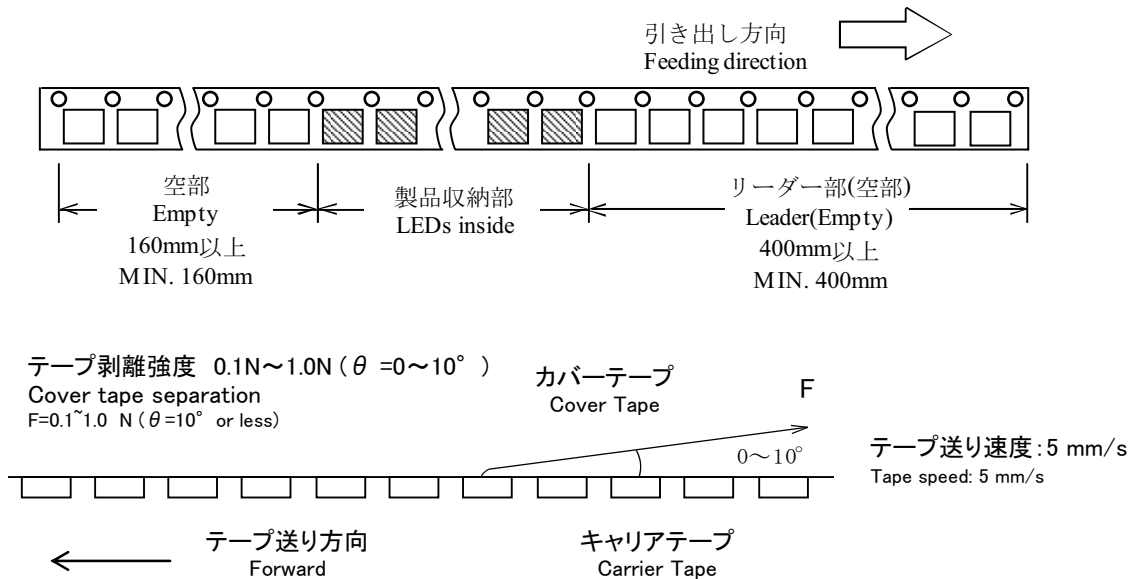 引き出し方向
Feeding direction
空部
Empty
160mm以上
MIN. 160mm
製品収納部
LEDs inside
リーダー部(空部)
Leader(Empty)
400mm以上
MIN. 400mm
テープ剥離強度 0.1N～1.0N (θ=0～10°)
Cover tape separation
F=0.1~1.0 N (θ=10° or less)
カバーテープ
Cover Tape
F
0～10°
テープ送り速度:5 mm/s
Tape speed: 5 mm/s
テープ送り方向
Forward
キャリアテープ
Carrier Tape